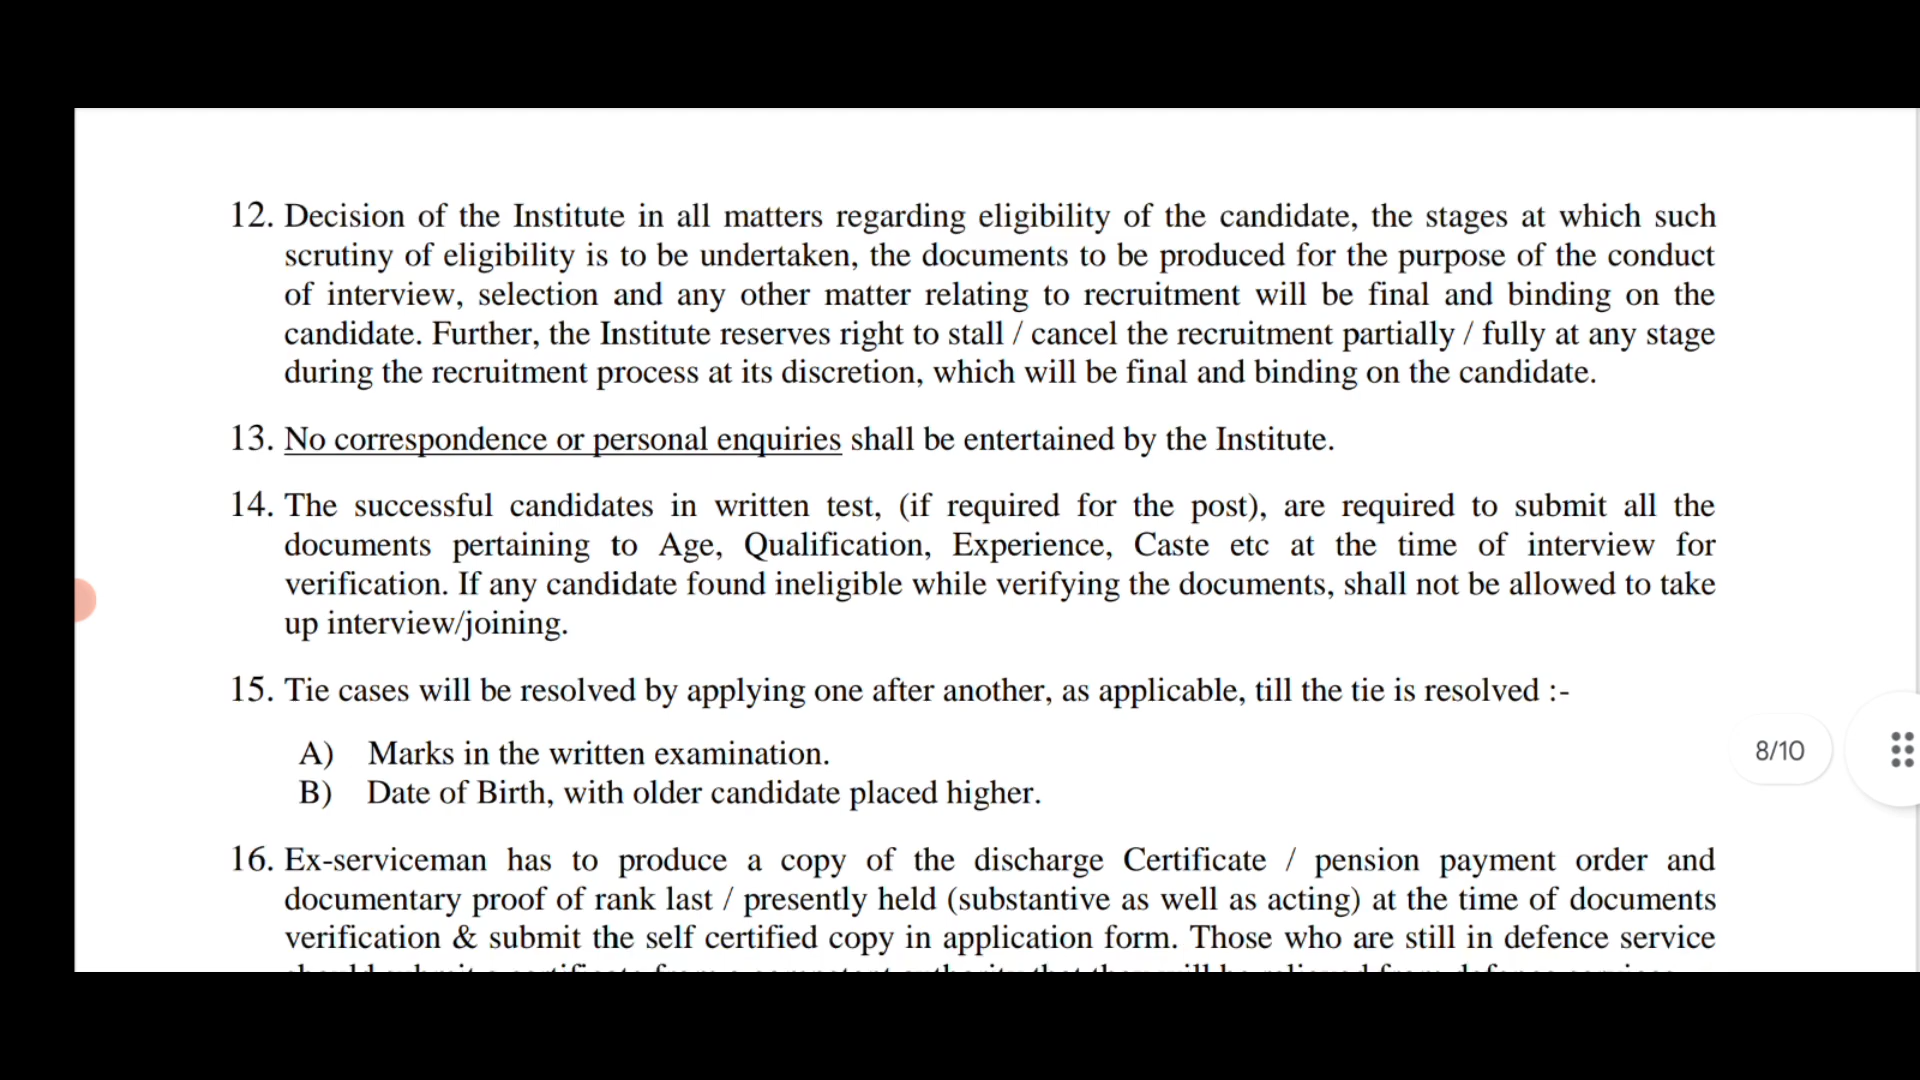 12. Decision of the Institute in all matters regarding eligibility of the candidate, the stages at which such
scrutiny of eligibility is to be undertaken, the documents to be produced for the purpose of the conduct
of interview, selection and any other matter relating to recruitment will be final and binding on the
candidate. Further, the Institute reserves right to stall / cancel the recruitment partially / fully at any stage
during the recruitment process at its discretion, which will be final and binding on the candidate.
13. No correspondence or personal enquiries shall be entertained by the Institute.
14. The successful candidates in written test, (if required for the post), are required to submit all the
documents pertaining to Age, Qualification, Experience, Caste etc at the time of interview for
verification. If any candidate found ineligible while verifying the documents, shall not be allowed to take
up interview/joining.
15. Tie cases will be resolved by applying one after another, as applicable, till the tie is resolved :-
A) Marks in the written examination.
8/10
B) Date of Birth, with older candidate placed higher.
16. Ex-serviceman has to produce a copy of the discharge Certificate / pension payment order and
documentary proof of rank last / presently held (substantive as well as acting) at the time of documents
verification & submit the self certified copy in application form. Those who are still in defence service